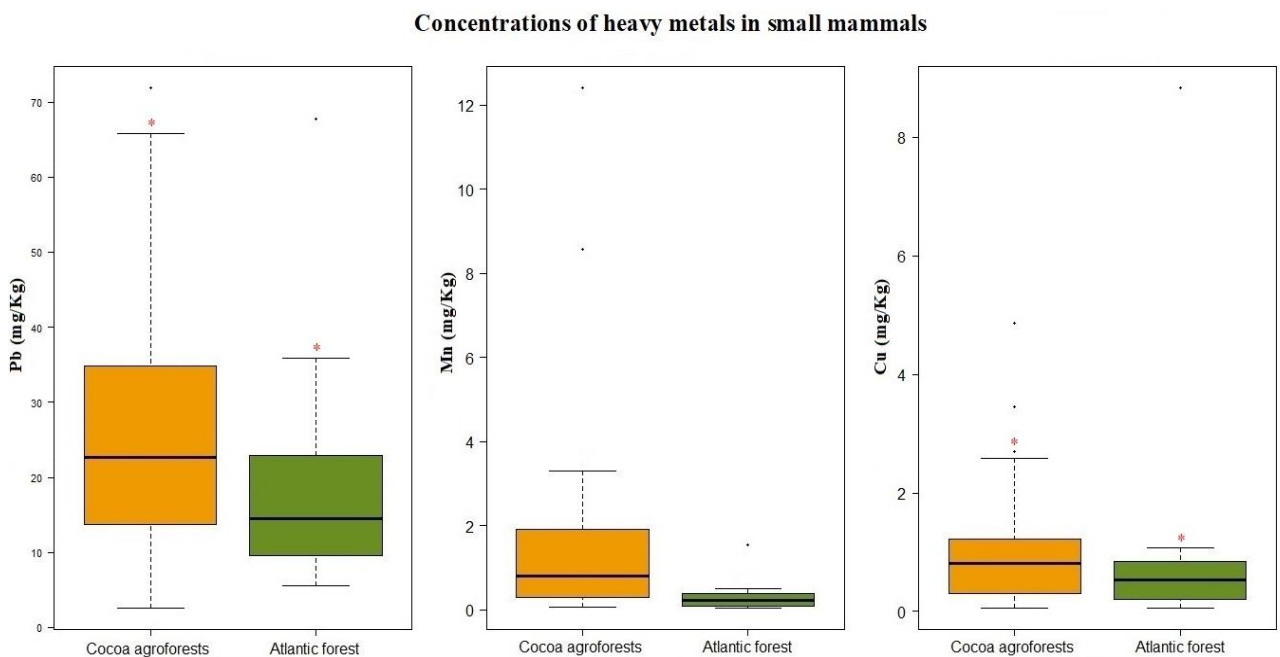 Concentrations of heavy metals in small mammals
Pb (mg/Kg)
70
60
50
40
30
20
10
0
*
*
Cocoa agroforests
Atlantic forest
Mn (mg/Kg)
12
10
8
6
4
2
0
Cocoa agroforests
Atlantic forest
Cu (mg/Kg)
8
6
4
2
0
*
*
Cocoa agroforests
Atlantic forest